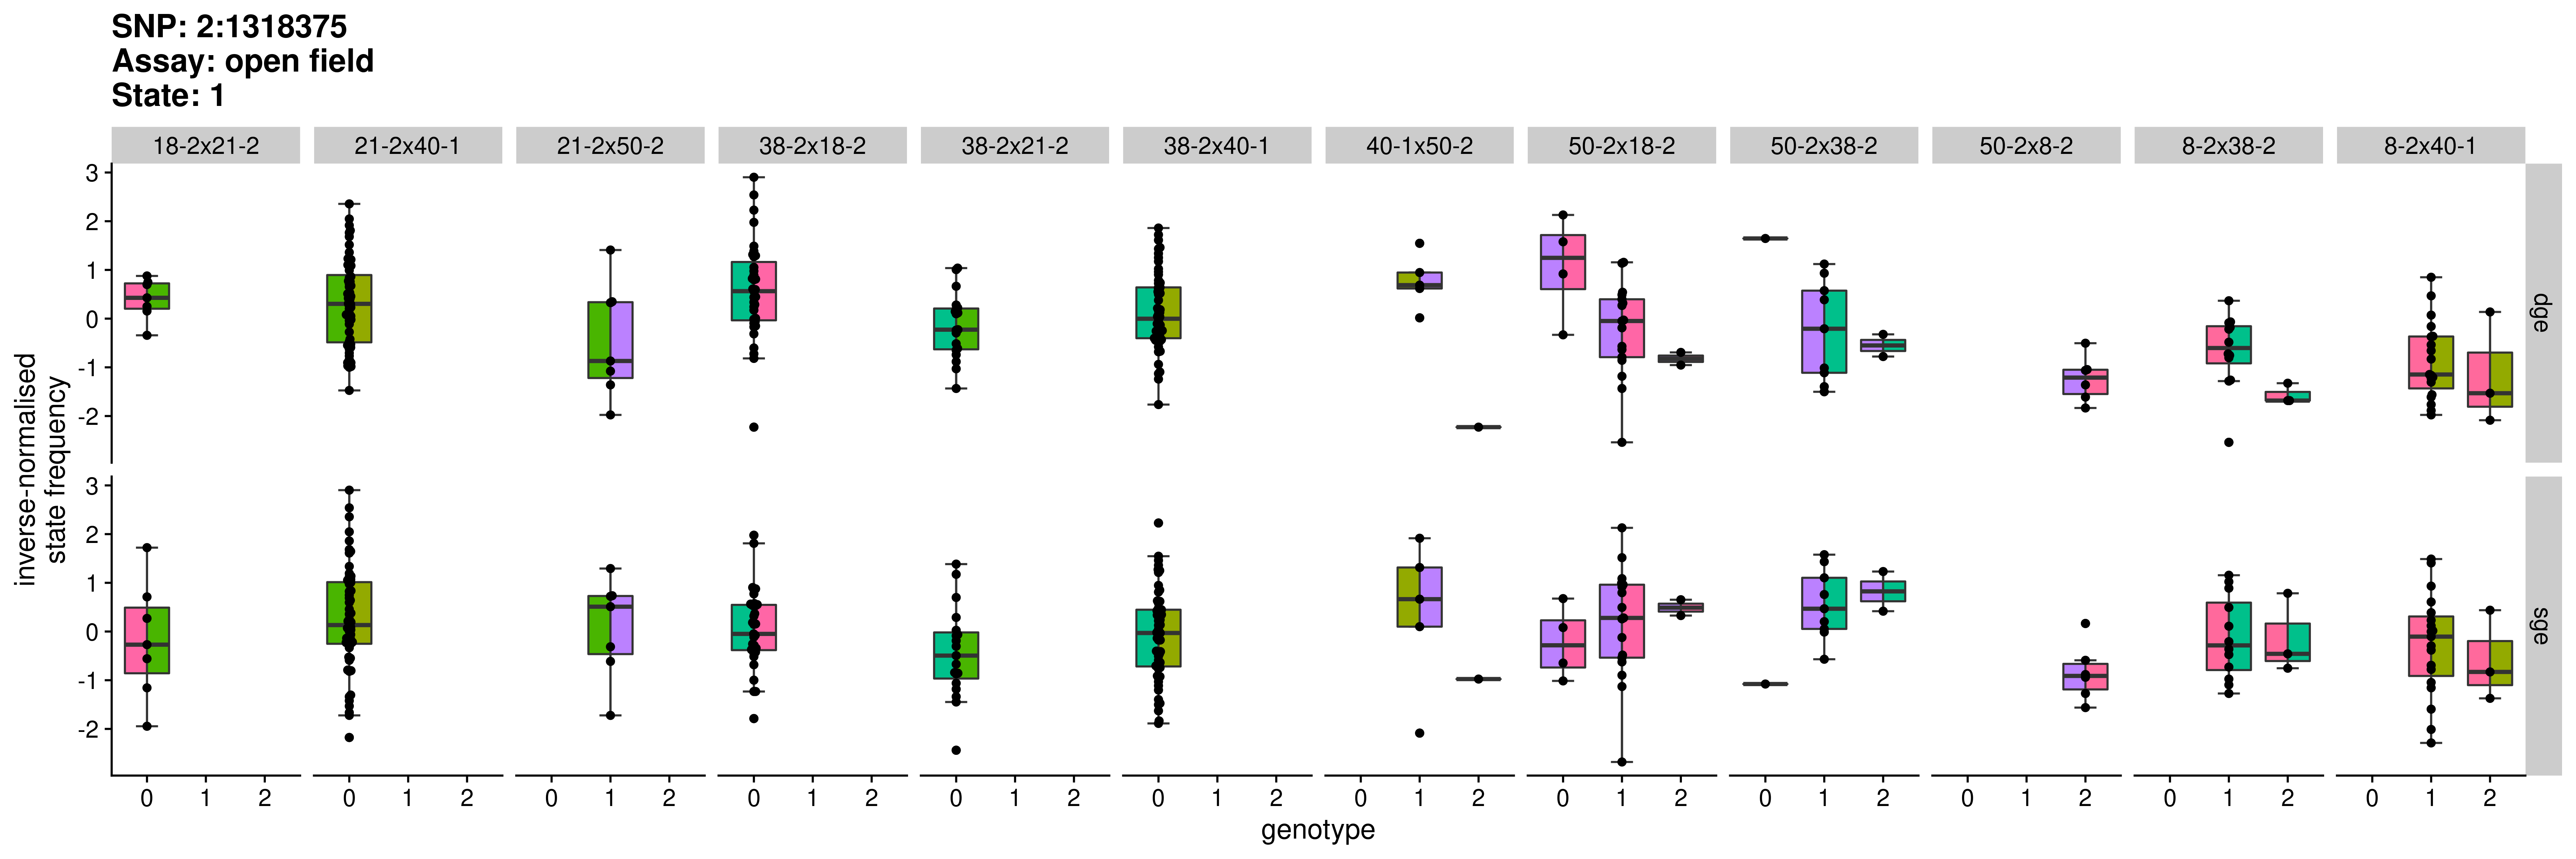 SNP: 2:1318375
Assay: open field
State: 1
18-2x21-2 21-2x40-1 21-2x50-2 38-2x18-2 38-2x21-2 38-2x40-1 40-1x50-2 50-2x18-2 50-2x38-2 50-2x8-2 8-2x38-2 8-2x40-1
3
2
1
0
-1
-2
dge
3
2
1
0
-1
-2
sge
inverse-normalised
state frequency
0 1 2 0 1 2 0 1 2 0 1 2 0 1 2 0 1 2 0 1 2 0 1 2 0 1 2 0 1 2 0 1 2 0 1 2
genotype